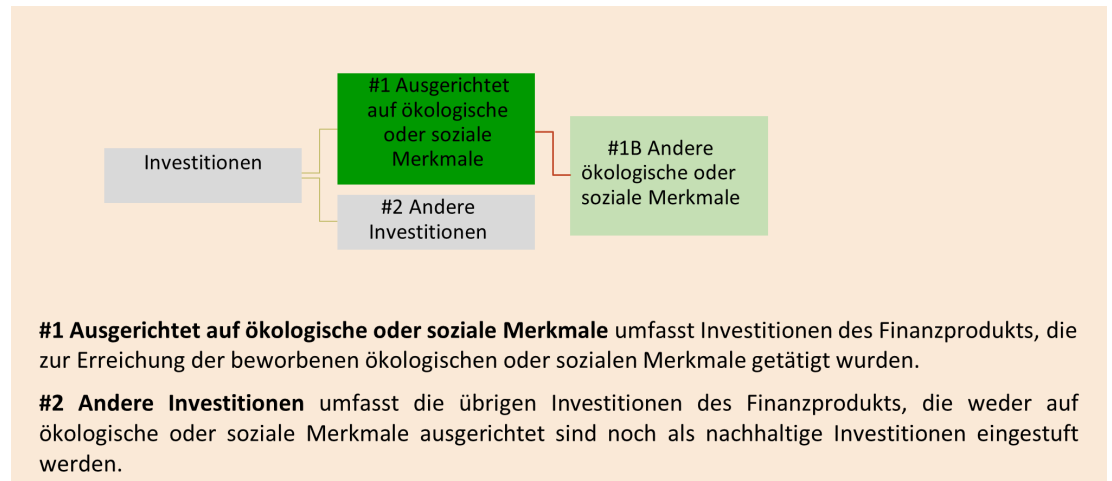 #1 Ausgerichtet
auf ökologische
oder soziale
Merkmale
#1B Andere
ökologische oder
soziale Merkmale
Investitionen
#2 Andere
Investitionen
#1 Ausgerichtet auf ökologische oder soziale Merkmale umfasst Investitionen des Finanzprodukts, die
zur Erreichung der beworbenen ökologischen oder sozialen Merkmale getätigt wurden.
#2 Andere Investitionen umfasst die übrigen Investitionen des Finanzprodukts, die weder auf
ökologische oder soziale Merkmale ausgerichtet sind noch als nachhaltige Investitionen eingestuft
werden.